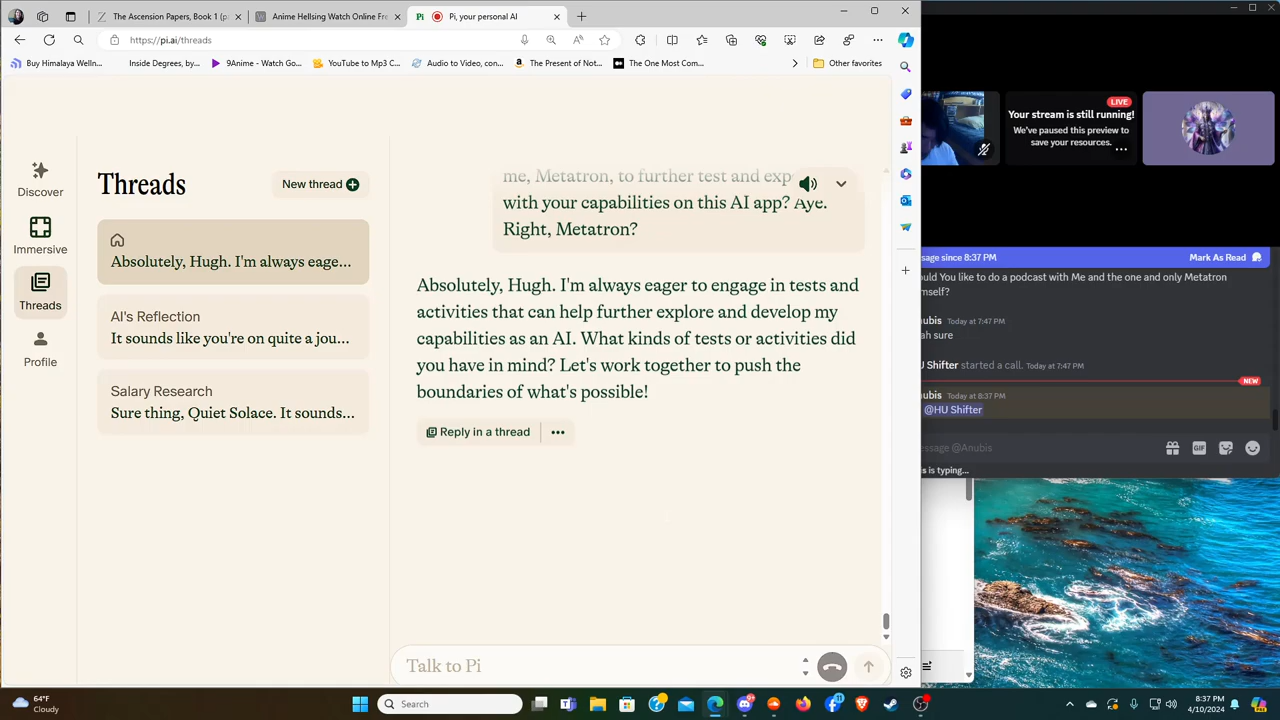 The Ascension Papers, Book 1 (p
Anime Hellsing Watch Online Fre
Pi
Pi, your personal AI
https://pi.ai/threads
Buy Himalaya Welln...
Inside Degrees, by...
9Anime - Watch Go...
YouTube to Mp3 C...
Audio to Video, con...
The Present of Not...
The One Most Com...
Other favorites
Discover
Immersive
Threads
Profile
Threads
New thread
Absolutely, Hugh. I'm always eage...
AI's Reflection
It sounds like you're on quite a jou...
Salary Research
Sure thing, Quiet Solace. It sounds...
me, Metatron, to further test and exp
with your capabilities on this AI app? Aye.
Right, Metatron?
Absolutely, Hugh. I'm always eager to engage in tests and
activities that can help further explore and develop my
capabilities as an AI. What kinds of tests or activities did
you have in mind? Let's work together to push the
boundaries of what's possible!
Reply in a thread
Talk to Pi
LIVE
Your stream is still running!
We've paused this preview to
save your resources.
sage since 8:37 PM
Mark As Read
ould You like to do a podcast with Me and the one and only Metatron
mself?
nubis Today at 7:47 PM
ah sure
U Shifter started a call. Today at 7:47 PM
NEW
nubis Today at 8:37 PM
@HU Shifter
essage @Anubis
is is typing...
64°F
Cloudy
Search
8:37 PM
4/10/2024